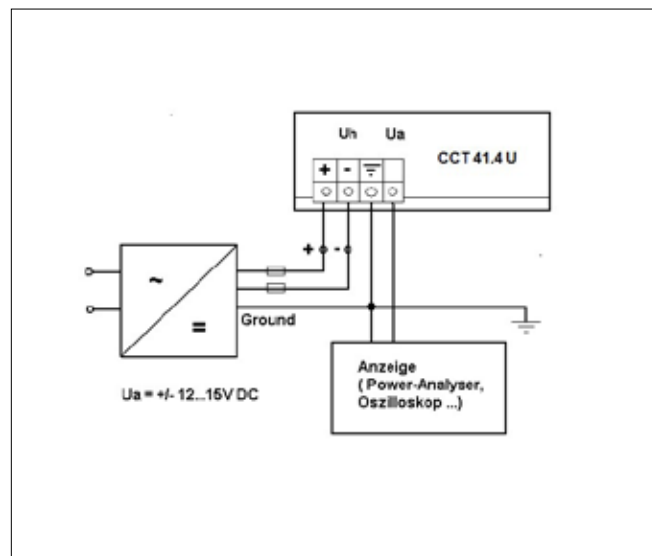 Uh Ua
CCT 41.4 U
+ -
+ -
~
=
Ground
Anzeige
( Power-Analyser,
Oszilloskop ...)
Ua = +/- 12...15V DC